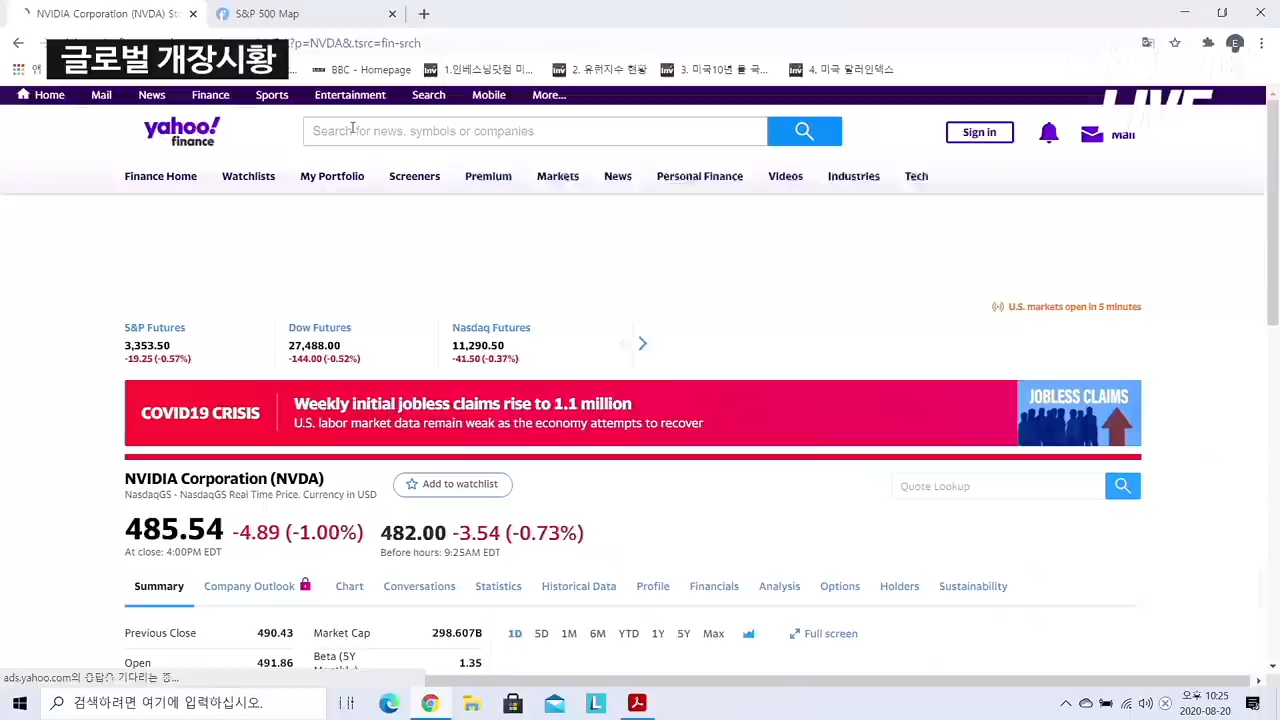 NVIDIA Corporation (NVDA) St
S&P 500 Map
?p=NVDA&.tsrc=fin-srch
글로벌 개장시황
BBC - Homepage
1.인베스닝닷컴 미...
2. 유퀴지수 현황
3. 미국10년 률 국...
4. 미국 달러인텍스
LIVE
Home Mail News Finance Sports Entertainment Search Mobile More...
yahoo! finance
Search for news, symbols or companies
Sign in
Mail
Finance Home Watchlists My Portfolio Screeners Premium Markets News Personal Finance Videos Industries Tech
U.S. markets open in 5 minutes
S&P Futures Dow Futures Nasdaq Futures
3,353.50 27,488.00 11,290.50
-19.25 (-0.57%) -144.00 (-0.52%) -41.50 (-0.37%)
COVID19 CRISIS
Weekly initial jobless claims rise to 1.1 million
U.S. labor market data remain weak as the economy attempts to recover
JOBLESS CLAIMS
NVIDIA Corporation (NVDA)
Add to watchlist
Quote Lookup
NasdaqGS - NasdaqGS Real Time Price. Currency in USD
485.54 -4.89 (-1.00%) 482.00 -3.54 (-0.73%)
At close: 4:00PM EDT Before hours: 9:25AM EDT
Summary Company Outlook Chart Conversations Statistics Historical Data Profile Financials Analysis Options Holders Sustainability
Previous Close 490.43 Market Cap 298.607B
1D 5D 1M 6M YTD 1Y 5Y Max Full screen
Open 491.86 Beta (5Y 1.35
ads.yahoo.com의 응답을 기다리는 중...
검색하려면 여기에 입력하십시오.
오후 10:25
2020-08-20